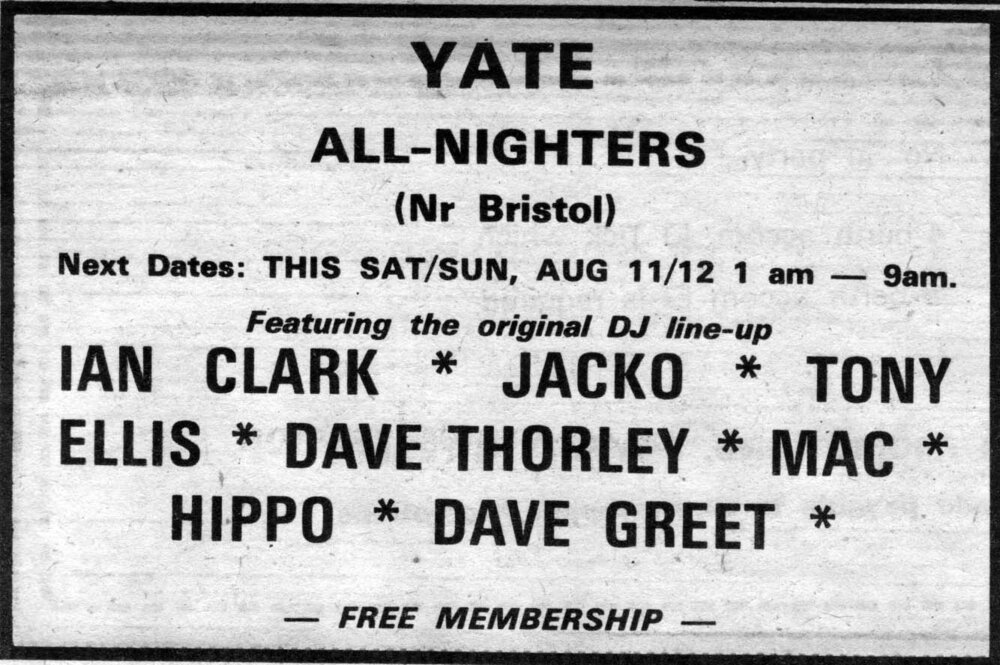 YATE
ALL-NIGHTERS
(Nr Bristol)
Next Dates: THIS SAT/SUN, AUG 11/12 1 am — 9am.
Featuring the original DJ line-up
IAN CLARK * JACKO * TONY
ELLIS * DAVE THORLEY * MAC *
HIPPO * DAVE GREET *
— FREE MEMBERSHIP —